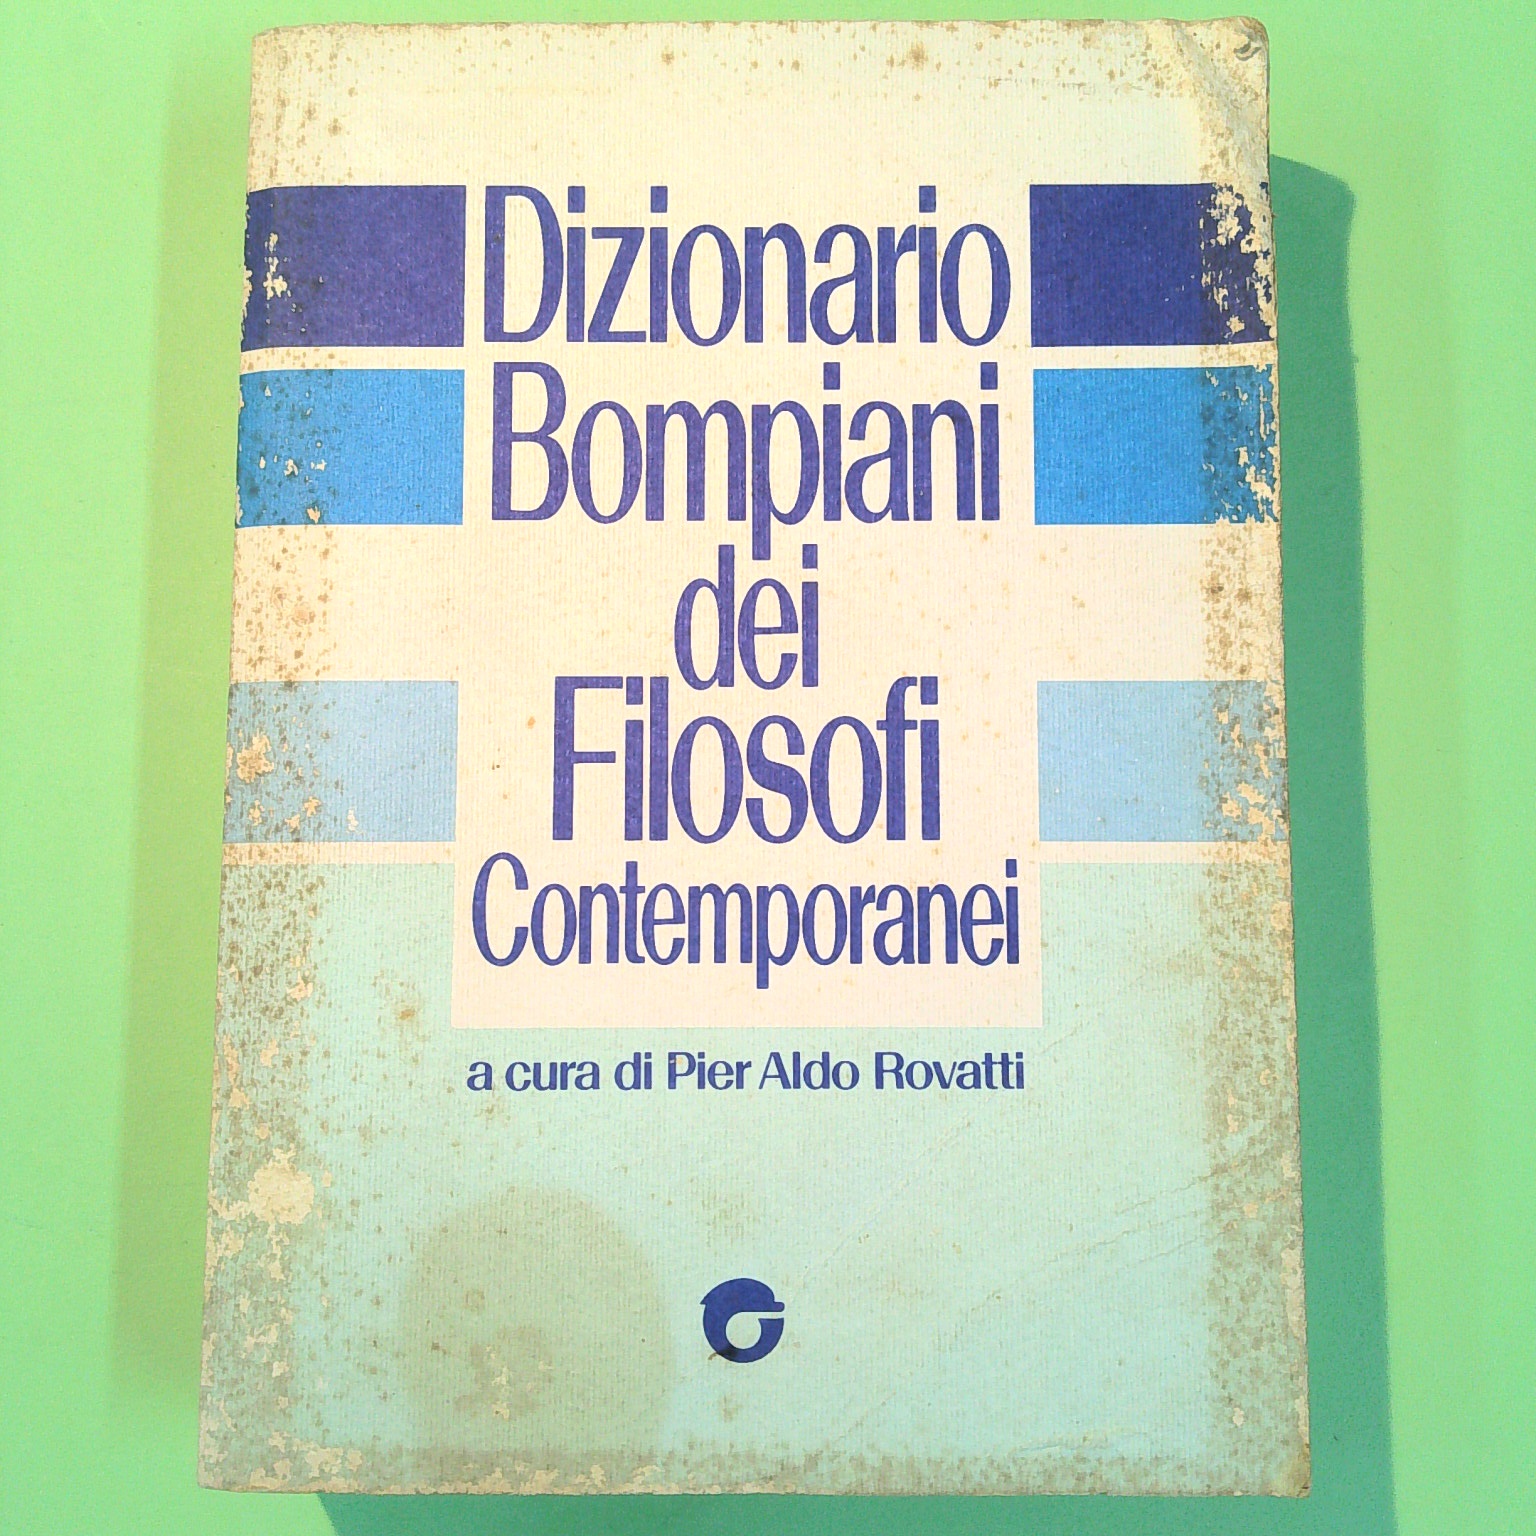 Dizionario
Bompiani
dei
Filosofi
Contemporanei
a cura di Pier Aldo Rovatti